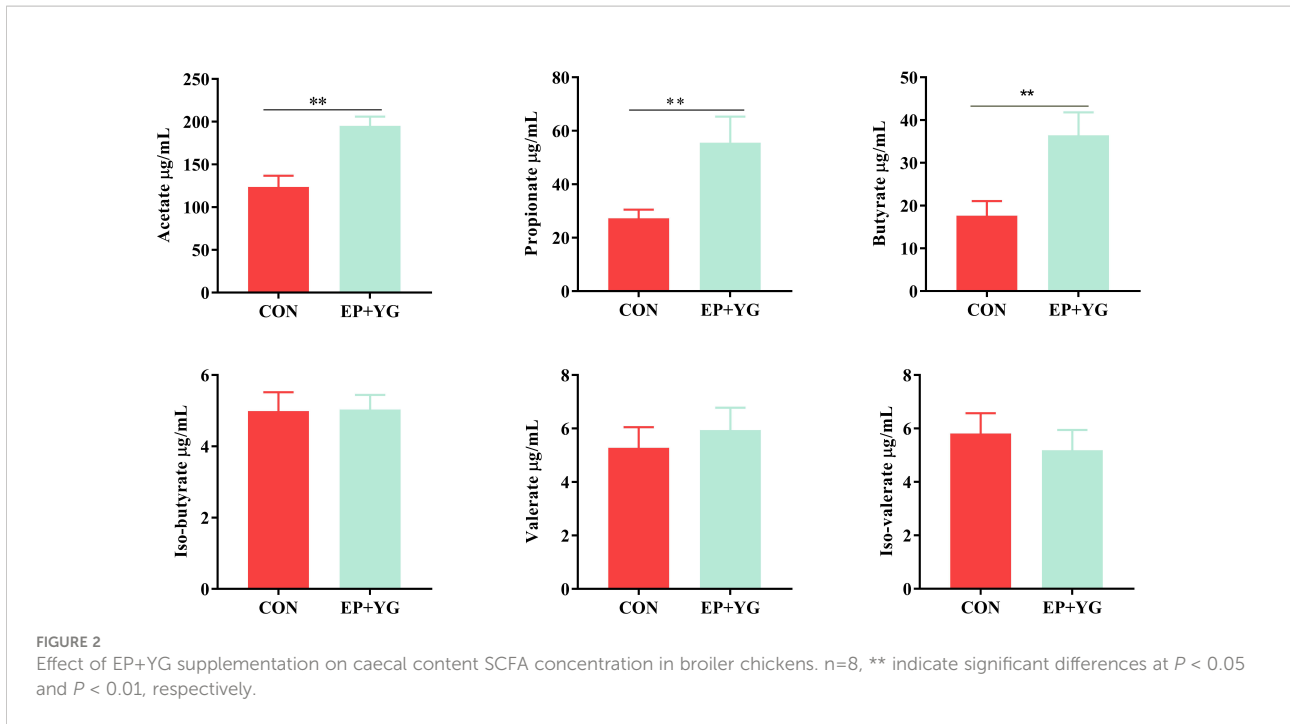 250
200
150
100
50
0
Acetate µg/mL
**
CON EP+YG
80
60
40
20
0
Propionate µg/mL
**
CON EP+YG
50
40
30
20
10
0
Butyrate µg/mL
**
CON EP+YG
6
4
2
0
Iso-butyrate µg/mL
CON EP+YG
8
6
4
2
0
Valerate µg/mL
CON EP+YG
8
6
4
2
0
Iso-valerate µg/mL
CON EP+YG
FIGURE 2
Effect of EP+YG supplementation on caecal content SCFA concentration in broiler chickens. n=8, ** indicate significant differences at P < 0.05
and P < 0.01, respectively.